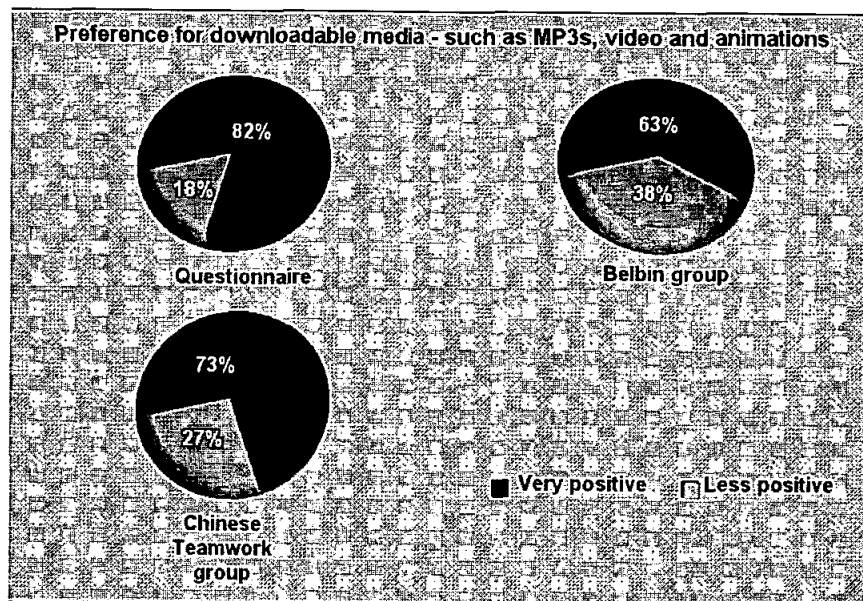 Preference for downloadable media - such as MP3s, video and animations
82%
18%
Questionnaire
63%
38%
Belbin group
73%
27%
Chinese
Teamwork
group
Very positive
Less positive